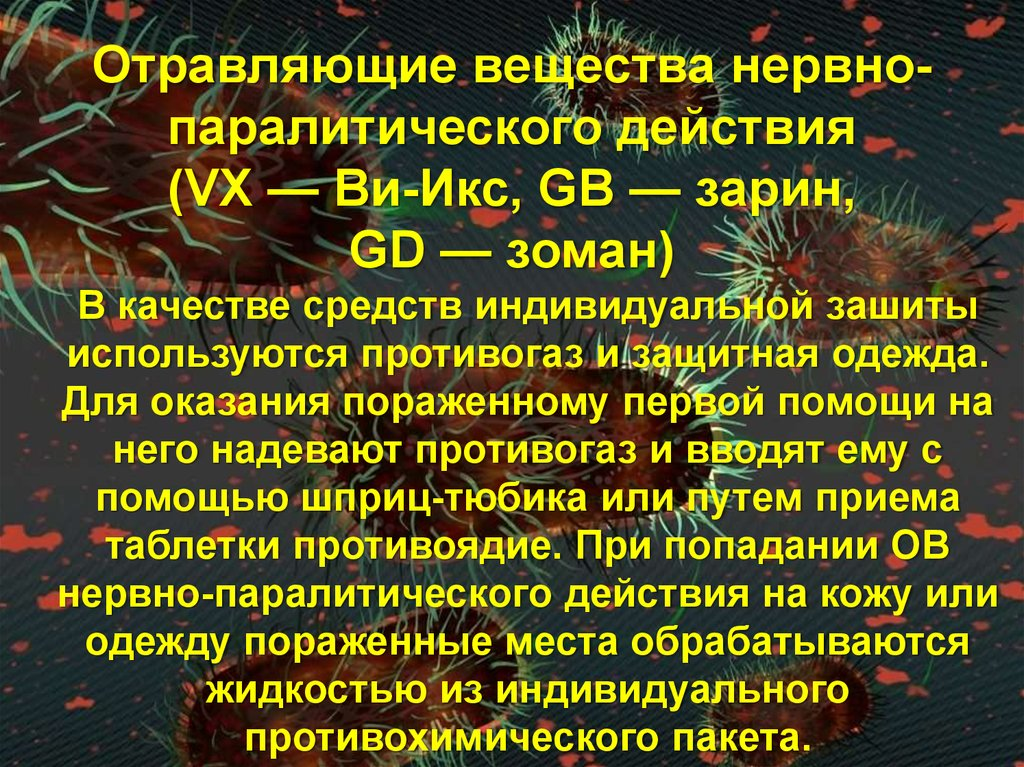 Отравляющие вещества нервно-
паралитического действия
(VX — Ви-Икс, GB — зарин,
GD — зоман)
В качестве средств индивидуальной зашиты
используются противогаз и защитная одежда.
Для оказания пораженному первой помощи на
него надевают противогаз и вводят ему с
помощью шприц-тюбика или путем приема
таблетки противоядие. При попадании ОВ
нервно-паралитического действия на кожу или
одежду пораженные места обрабатываются
жидкостью из индивидуального
противохимического пакета.